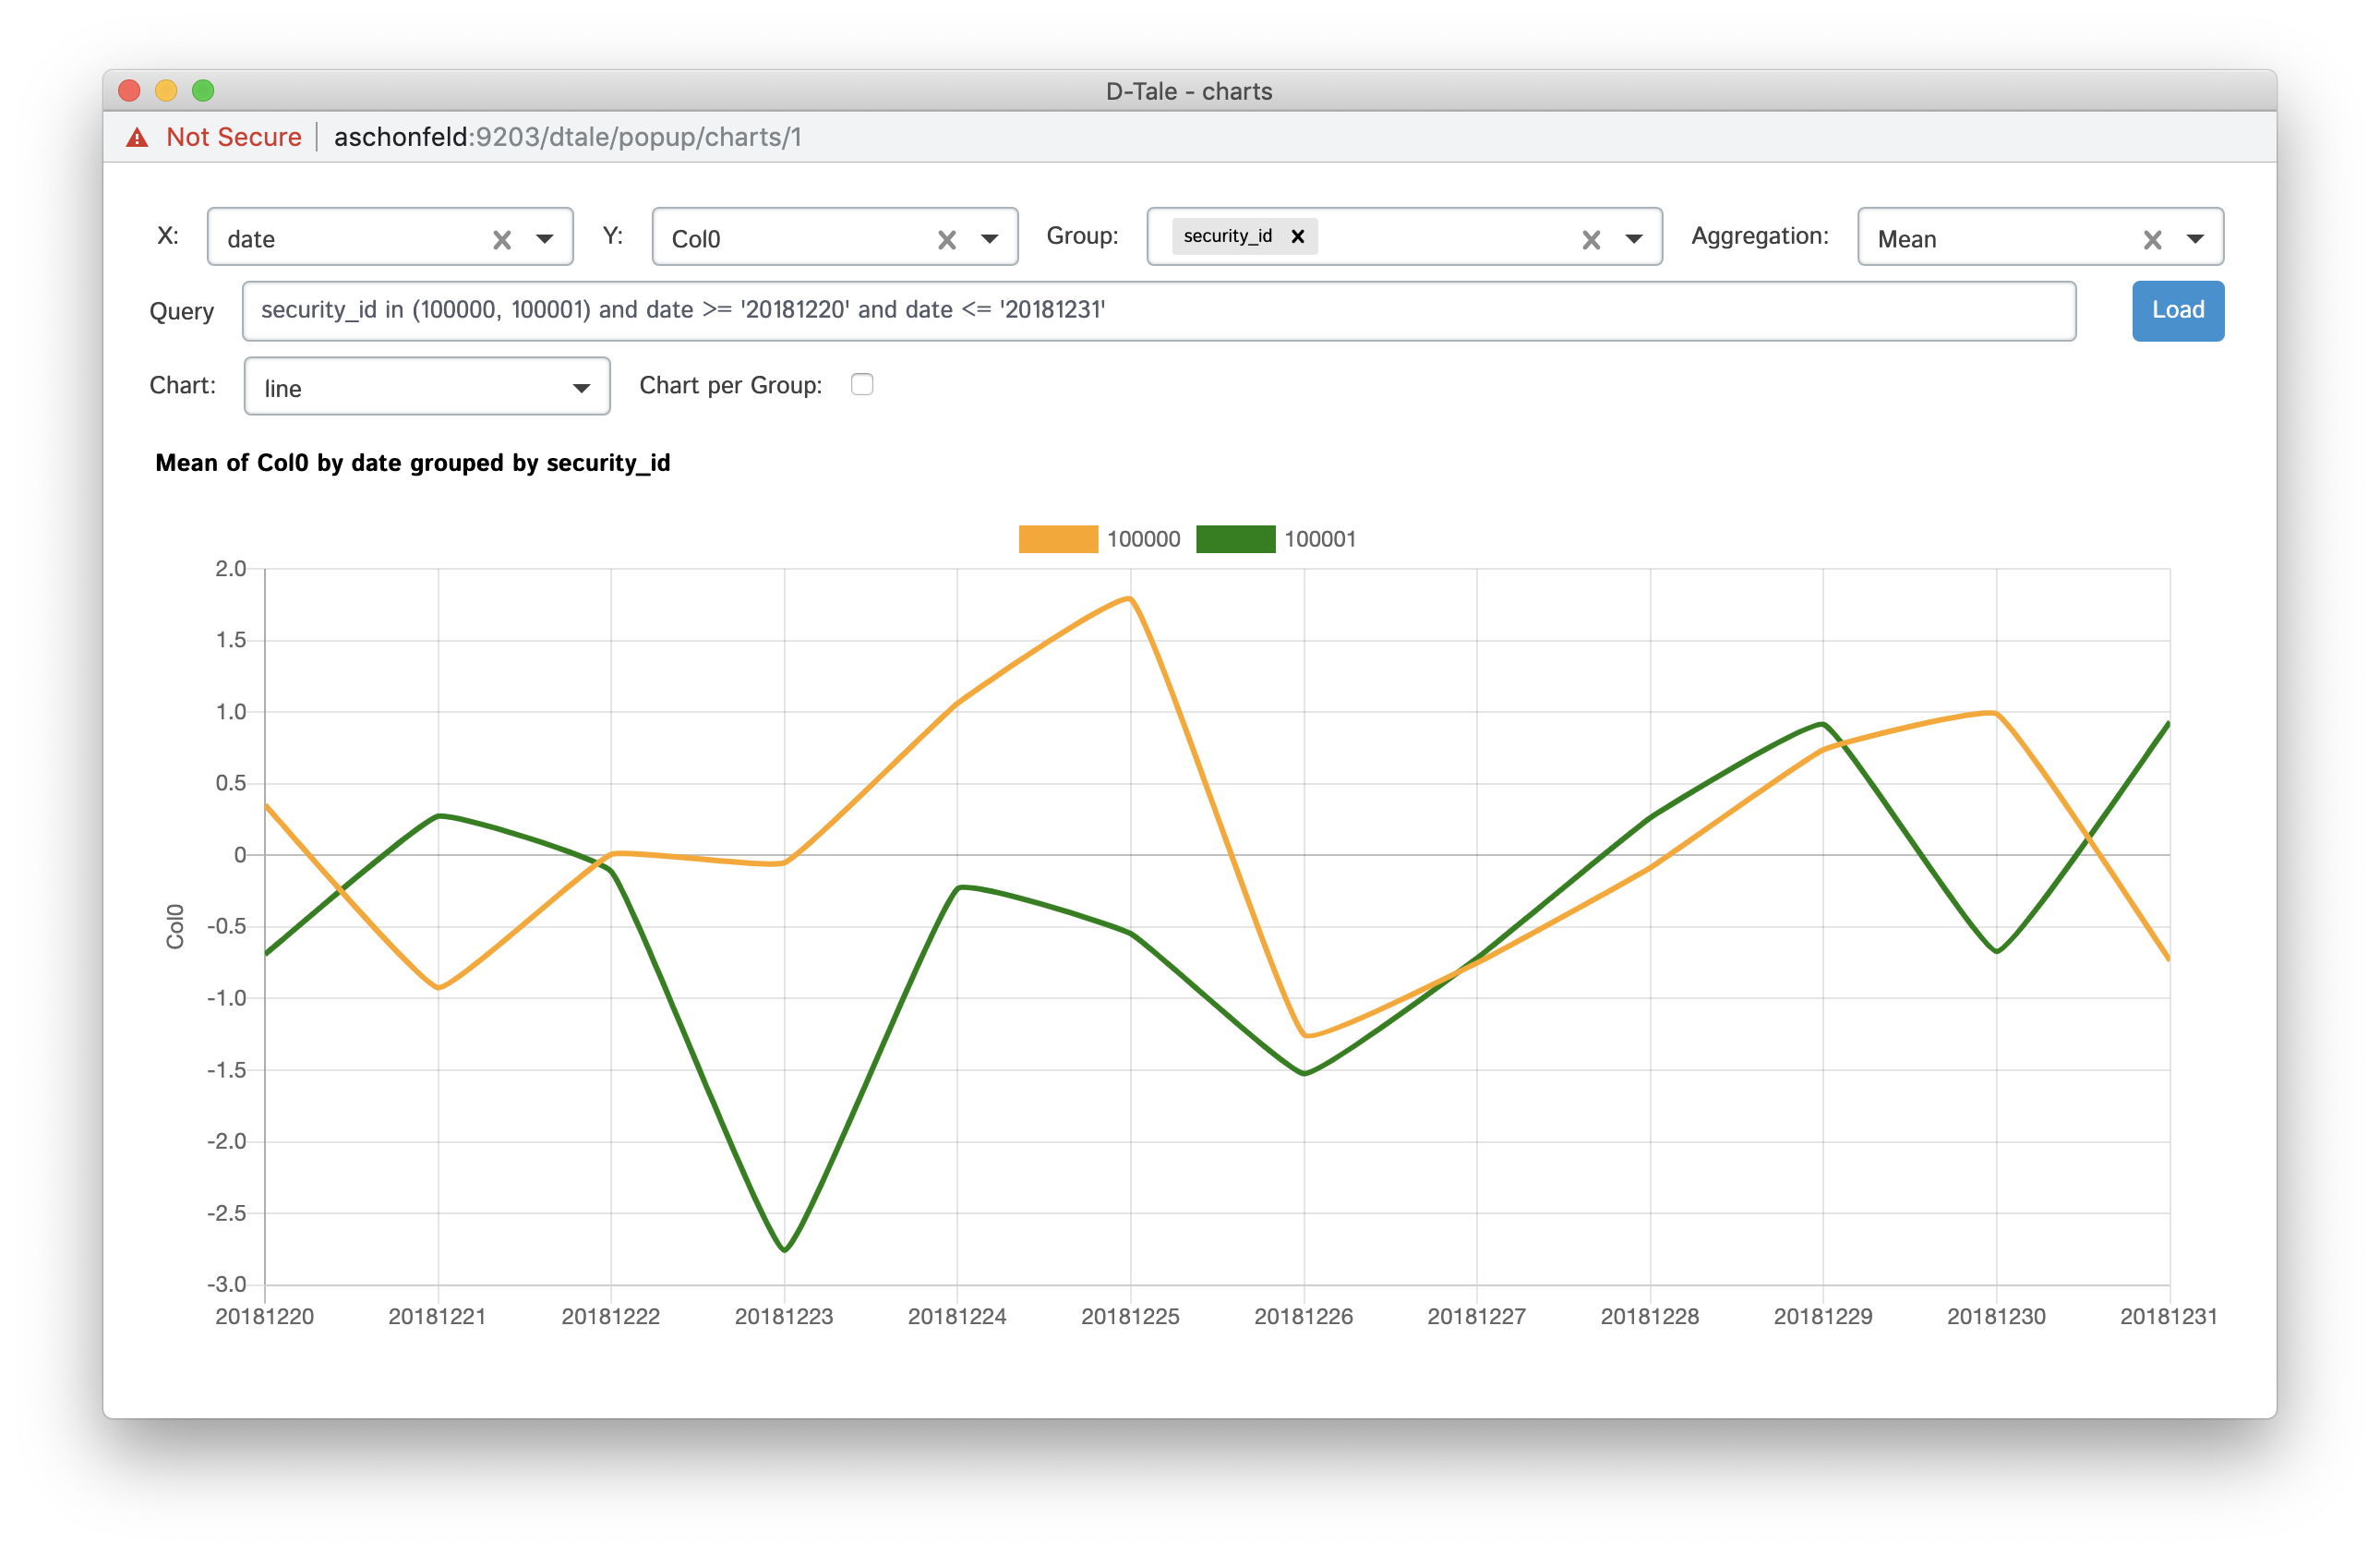 D-Tale - charts
Not Secure aschonfeld:9203/dtale/popup/charts/1
X: date Y: Col0 Group: security_id Aggregation: Mean
Query security_id in (100000, 100001) and date >= '20181220' and date <= '20181231' Load
Chart: line Chart per Group:
Mean of Col0 by date grouped by security_id
100000 100001
2.0
1.5
1.0
0.5
0
-0.5
-1.0
-1.5
-2.0
-2.5
-3.0
Col0
20181220 20181221 20181222 20181223 20181224 20181225 20181226 20181227 20181228 20181229 20181230 20181231